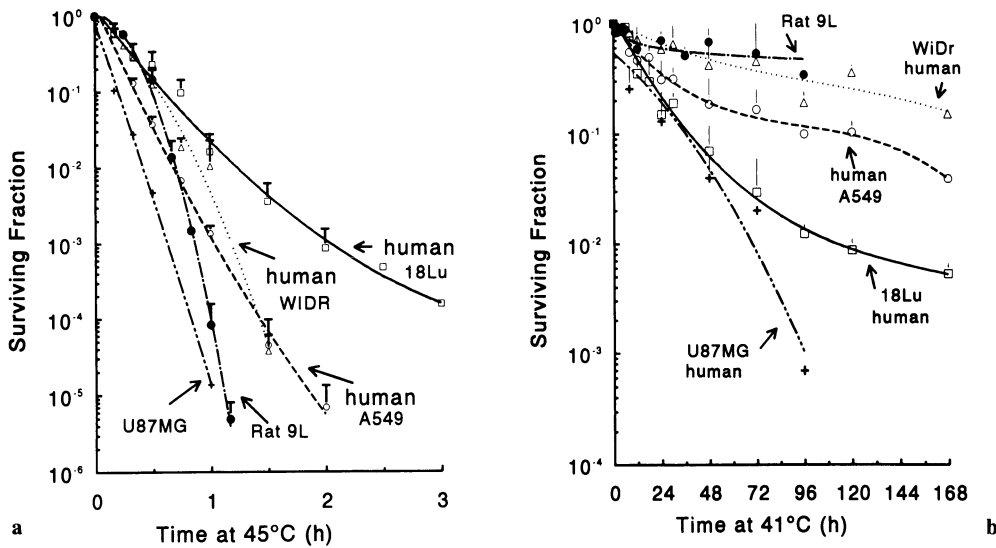 10⁰
10⁻¹
10⁻²
10⁻³
10⁻⁴
10⁻⁵
10⁻⁶
Surviving Fraction
human
18Lu
human
WIDR
human
A549
U87MG
Rat 9L
0
1
2
3
Time at 45°C (h)
a
10⁰
10⁻¹
10⁻²
10⁻³
10⁻⁴
Surviving Fraction
Rat 9L
WiDr
human
human
A549
18Lu
human
U87MG
human
0 24 48 72 96 120 144 168
Time at 41°C (h)
b